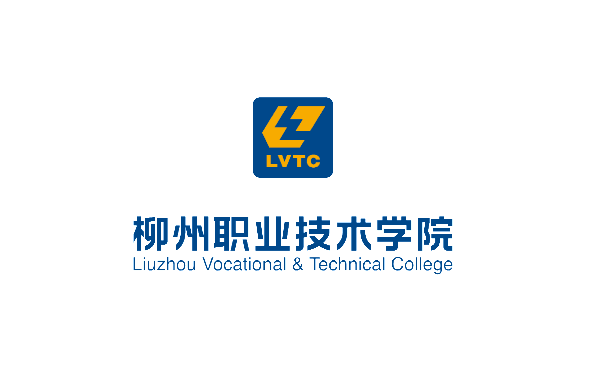 LVTC
柳州职业技术学院
Liuzhou Vocational & Technical College